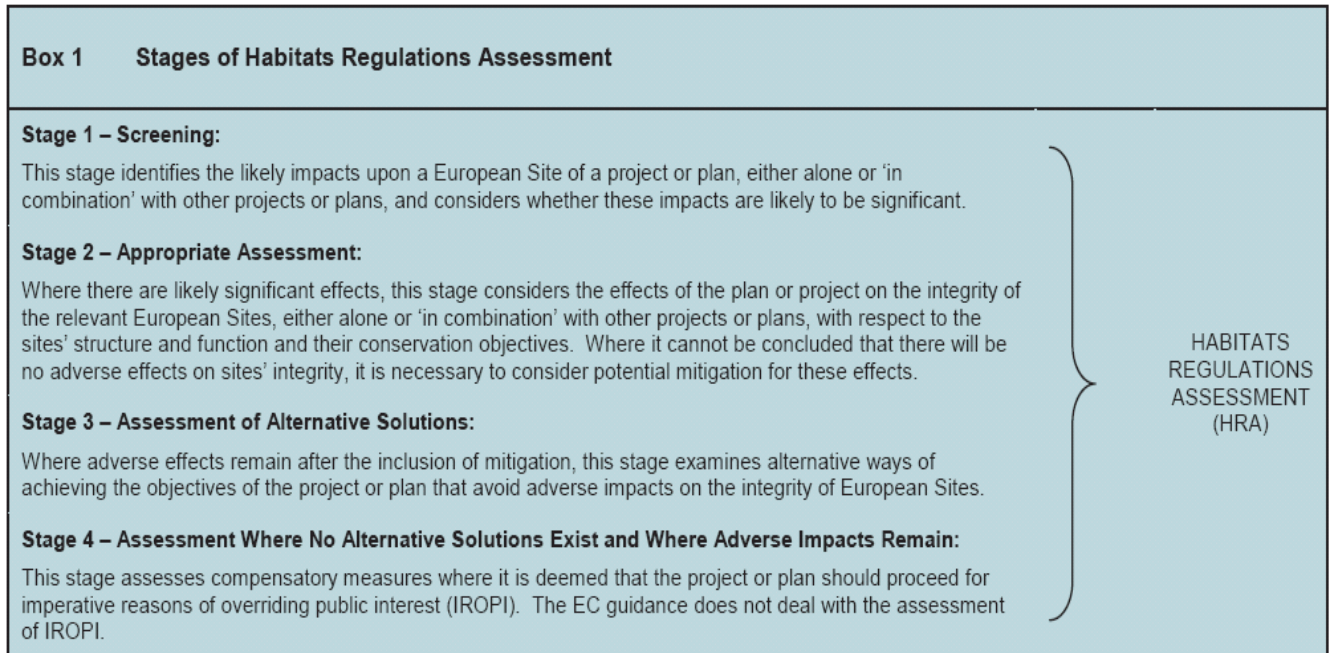 Box 1 Stages of Habitats Regulations Assessment
Stage 1 – Screening:
This stage identifies the likely impacts upon a European Site of a project or plan, either alone or ‘in
combination’ with other projects or plans, and considers whether these impacts are likely to be significant.
Stage 2 – Appropriate Assessment:
Where there are likely significant effects, this stage considers the effects of the plan or project on the integrity of
the relevant European Sites, either alone or ‘in combination’ with other projects or plans, with respect to the
sites’ structure and function and their conservation objectives. Where it cannot be concluded that there will be
no adverse effects on sites’ integrity, it is necessary to consider potential mitigation for these effects.
Stage 3 – Assessment of Alternative Solutions:
Where adverse effects remain after the inclusion of mitigation, this stage examines alternative ways of
achieving the objectives of the project or plan that avoid adverse impacts on the integrity of European Sites.
Stage 4 – Assessment Where No Alternative Solutions Exist and Where Adverse Impacts Remain:
This stage assesses compensatory measures where it is deemed that the project or plan should proceed for
imperative reasons of overriding public interest (IROPI). The EC guidance does not deal with the assessment
of IROPI.
HABITATS
REGULATIONS
ASSESSMENT
(HRA)